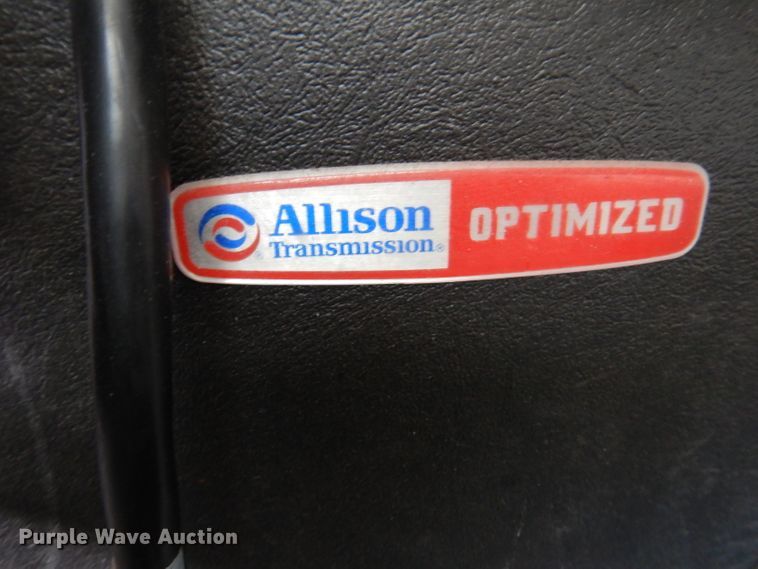 Allison
Transmission®
OPTIMIZED
Purple Wave Auction